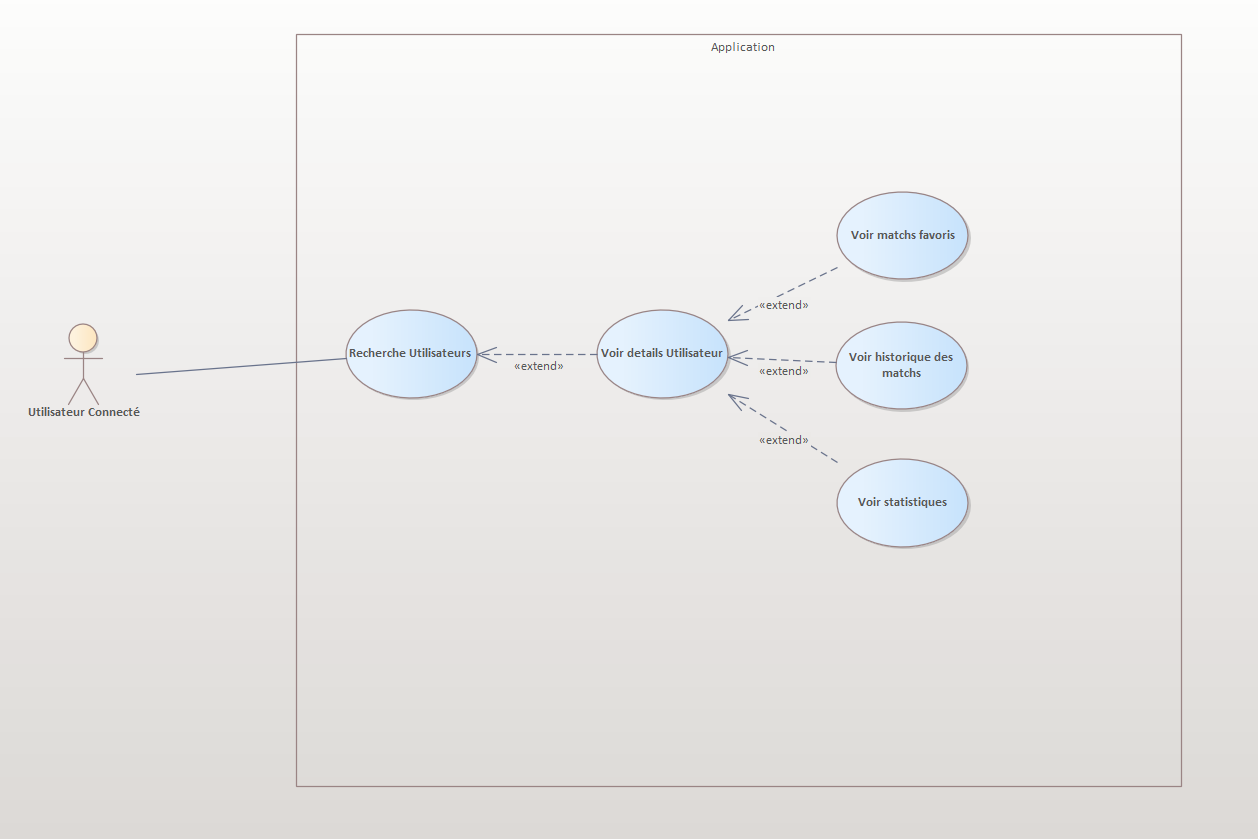 Application
Voir matchs favoris
«extend»
Utilisateur Connecté
Recherche Utilisateurs
«extend»
Voir details Utilisateur
«extend»
Voir historique des
matchs
«extend»
Voir statistiques